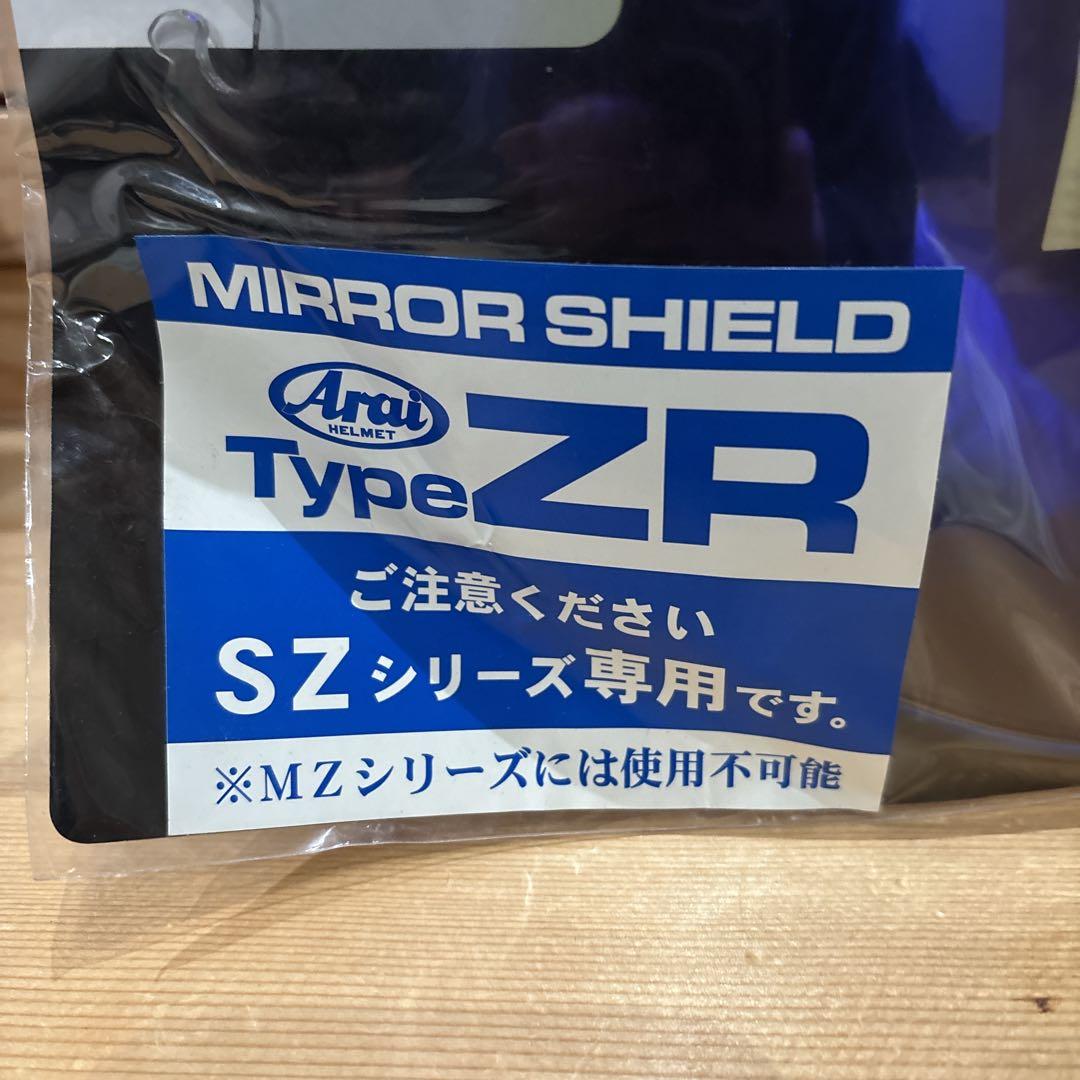 MIRROR SHIELD
Arai
HELMET
Type ZR
ご注意ください
SZシリーズ専用です。
※MZシリーズには使用不可能